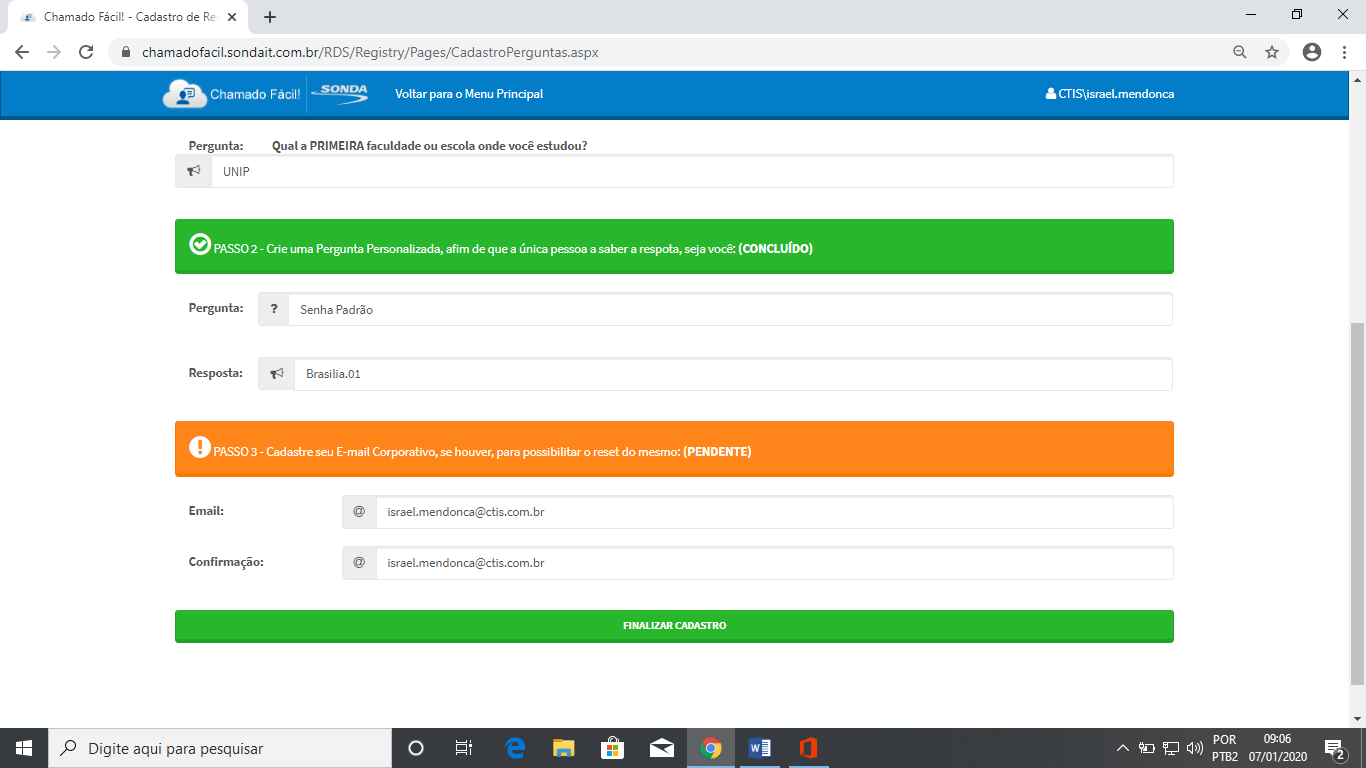 Chamado Fácil! - Cadastro de Res
chamadofacil.sondait.com.br/RDS/Registry/Pages/CadastroPerguntas.aspx
Chamado Fácil! SONDA Voltar para o Menu Principal CTIS\israel.mendonca
Pergunta: Qual a PRIMEIRA faculdade ou escola onde você estudou?
UNIP
PASSO 2 - Crie uma Pergunta Personalizada, afim de que a única pessoa a saber a respota, seja você: (CONCLUÍDO)
Pergunta: ? Senha Padrão
Resposta: Brasilia.01
! PASSO 3 - Cadastre seu E-mail Corporativo, se houver, para possibilitar o reset do mesmo: (PENDENTE)
Email: @ israel.mendonca@ctis.com.br
Confirmação: @ israel.mendonca@ctis.com.br
FINALIZAR CADASTRO
Digite aqui para pesquisar
POR 09:06
PTB2 07/01/2020 2